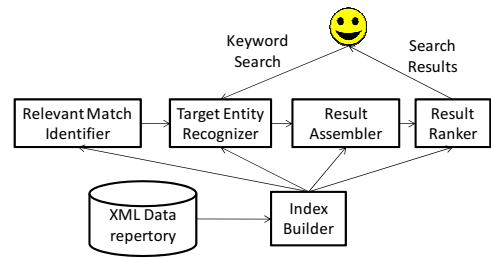 Keyword
Search
Search
Results
Relevant Match
Identifier
Target Entity
Recognizer
Result
Assembler
Result
Ranker
XML Data
repertory
Index
Builder